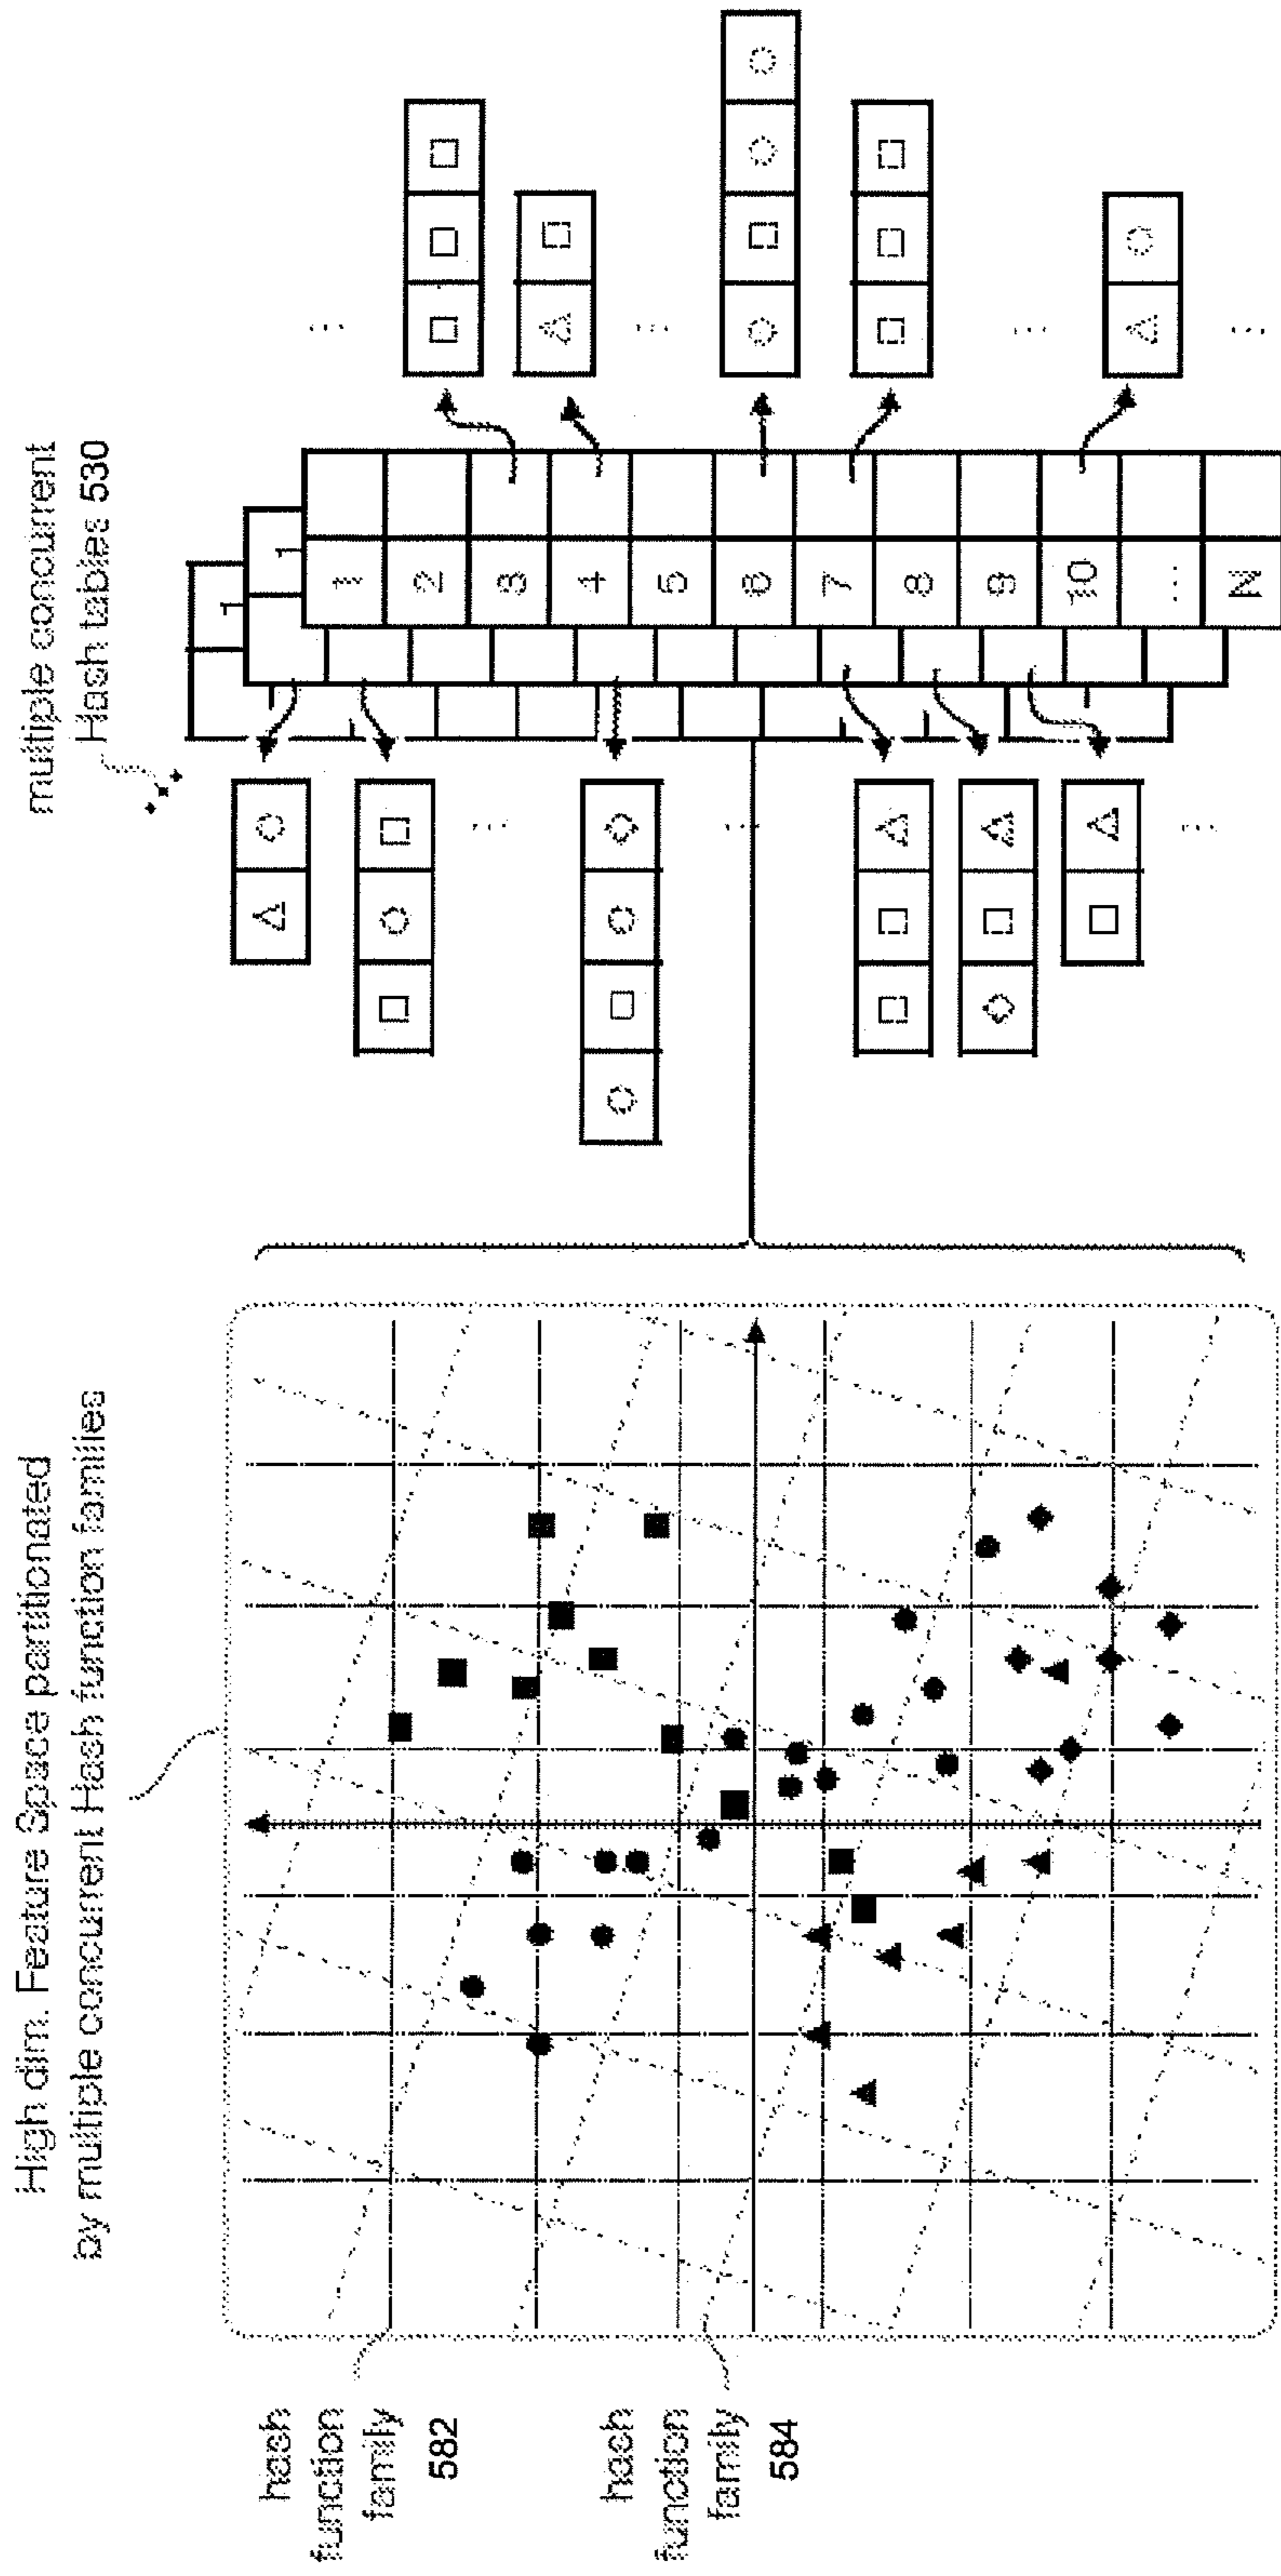 High dim. Feature Space partitionated
by multiple concurrent Hash function families
hash
function
family
582
hash
function
family
584
multiple concurrent
Hash tables 530
1
1
1
2
3
4
5
6
7
8
9
10
...
N